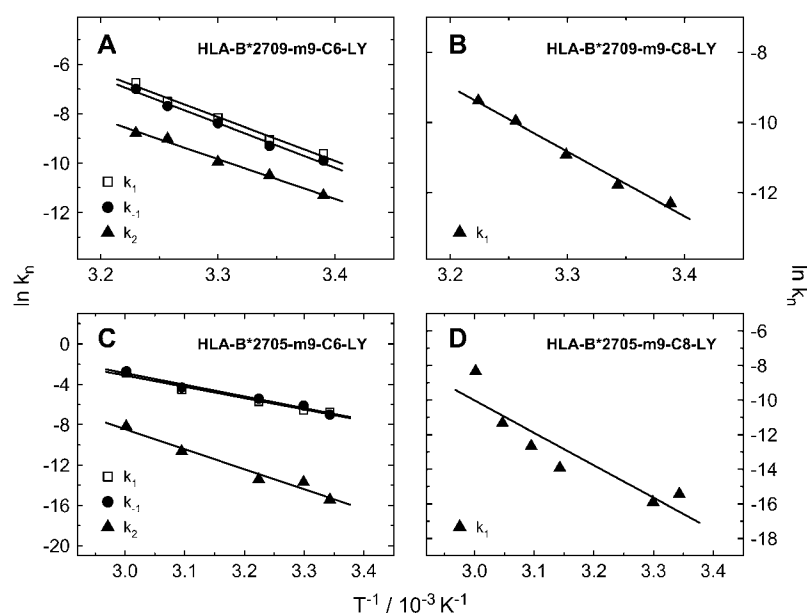 A HLA-B*2709-m9-C6-LY
-6
-8
-10
-12
k₁
k₋₁
k₂
3.2 3.3 3.4
B HLA-B*2709-m9-C8-LY
-8
-10
-12
k₁
3.2 3.3 3.4
ln kₙ
ln kₙ
C HLA-B*2705-m9-C6-LY
0
-4
-8
-12
-16
-20
k₁
k₋₁
k₂
3.0 3.1 3.2 3.3 3.4
D HLA-B*2705-m9-C8-LY
-6
-8
-10
-12
-14
-16
-18
k₁
3.0 3.1 3.2 3.3 3.4
T⁻¹ / 10⁻³ K⁻¹